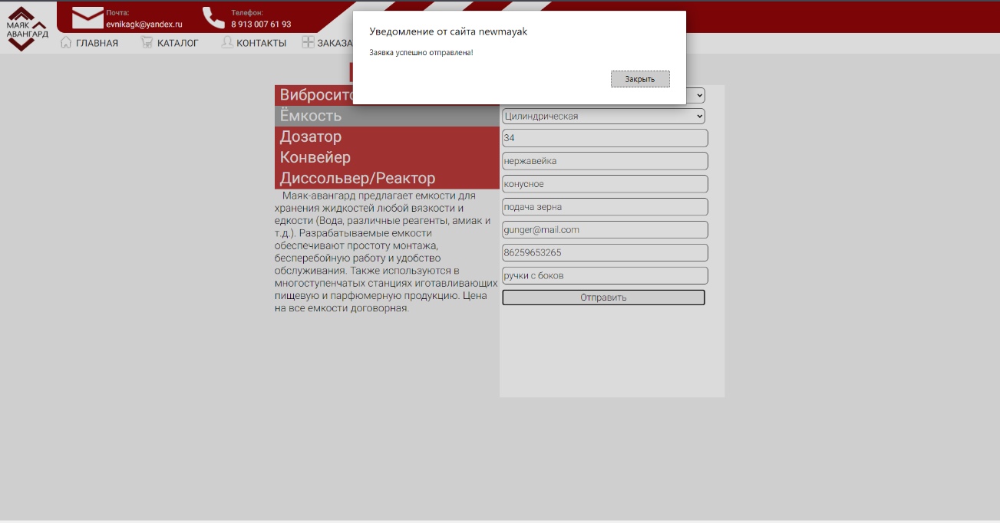 МАЯК
АВАНГАРД
Почта:
evnikagk@yandex.ru
Телефон:
8 913 007 61 93
ГЛАВНАЯ
КАТАЛОГ
КОНТАКТЫ
ЗАКАЗА
Уведомление от сайта newmayak
Заявка успешно отправлена!
Закрыть
Вибросито
Ёмкость
Дозатор
Конвейер
Диссольвер/Реактор
Маяк-авангард предлагает емкости для
хранения жидкостей любой вязкости и
едкости (Вода, различные реагенты, амиак и
т.д.). Разрабатываемые емкости
обеспечивают простоту монтажа,
бесперебойную работу и удобство
обслуживания. Также используются в
многоступенчатых станциях иготавливающих
пищевую и парфюмерную продукцию. Цена
на все емкости договорная.
Цилиндрическая
34
нержавейка
конусное
подача зерна
gunger@mail.com
86259653265
ручки с боков
Отправить